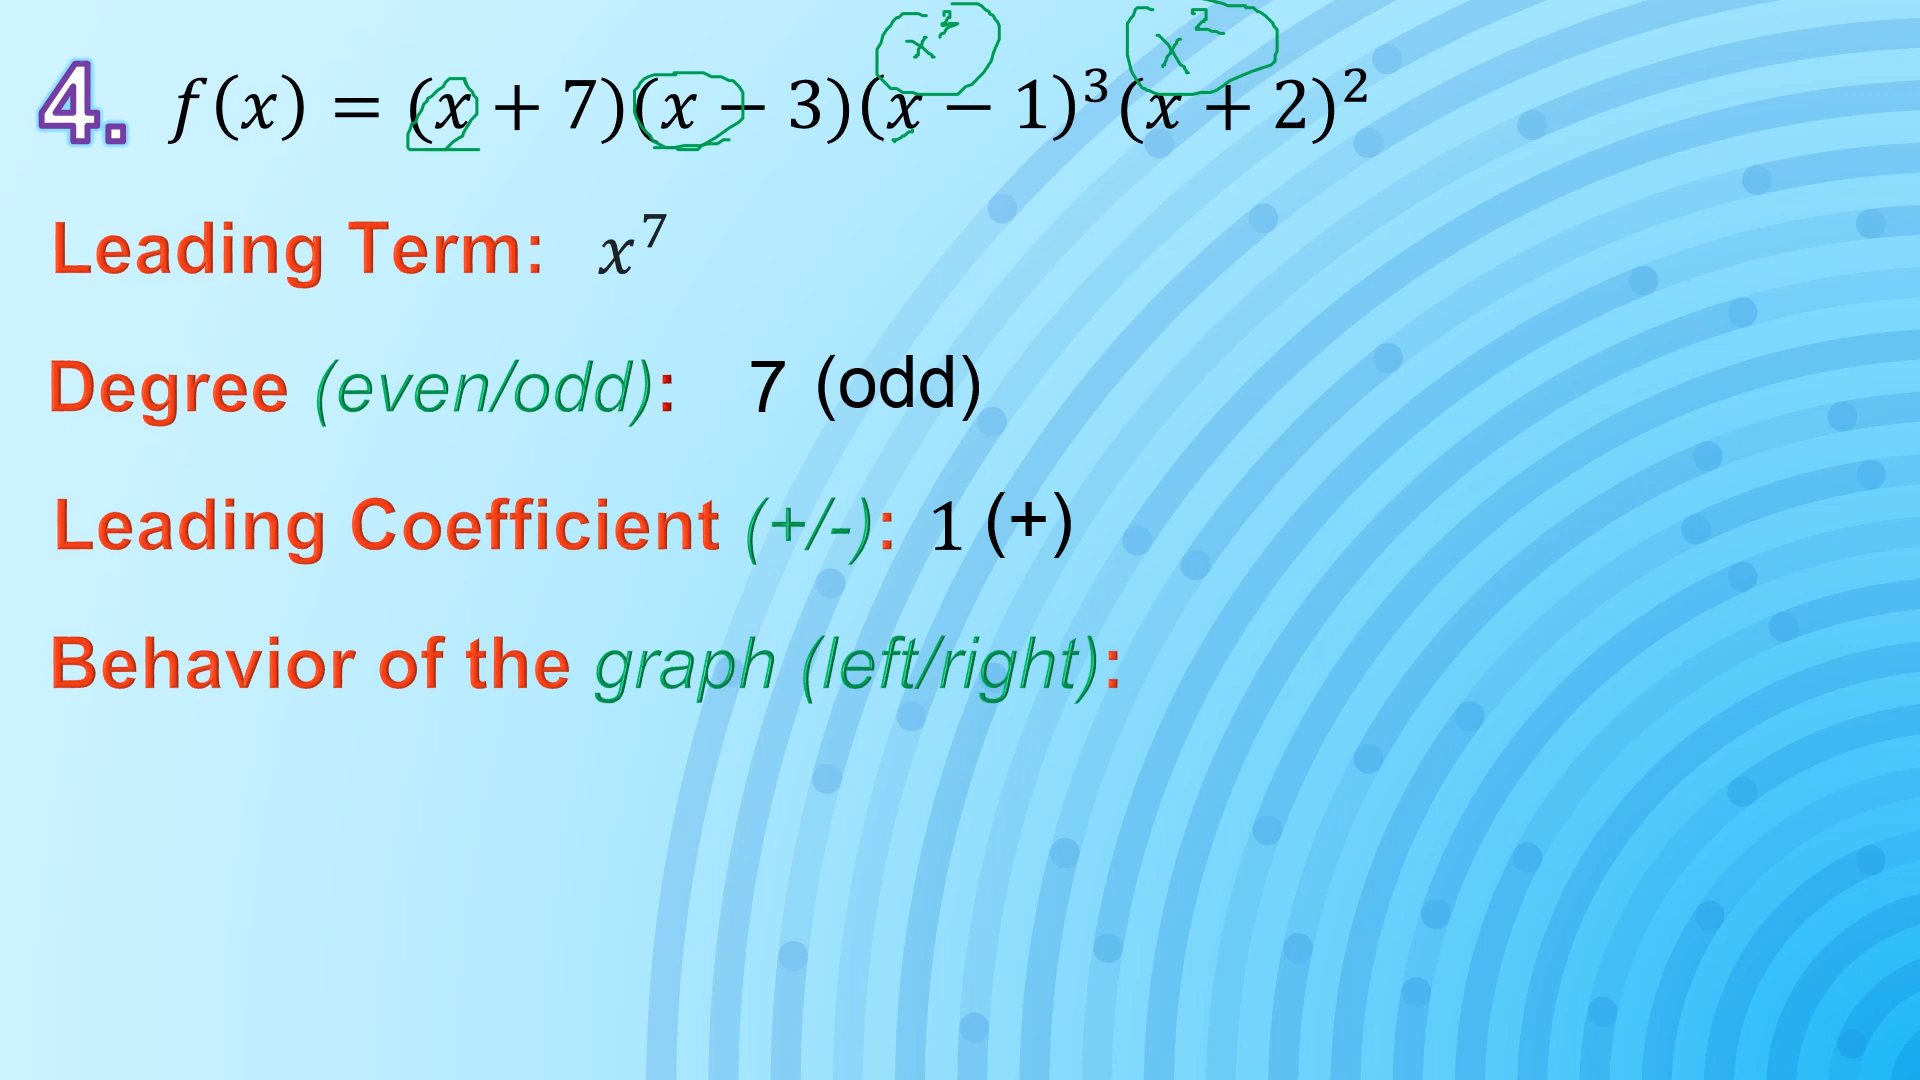 x² x²
4. f(x) = (x + 7)(x − 3)(x − 1)³(x + 2)²
Leading Term: x⁷
Degree (even/odd): 7 (odd)
Leading Coefficient (+/-): 1 (+)
Behavior of the graph (left/right):